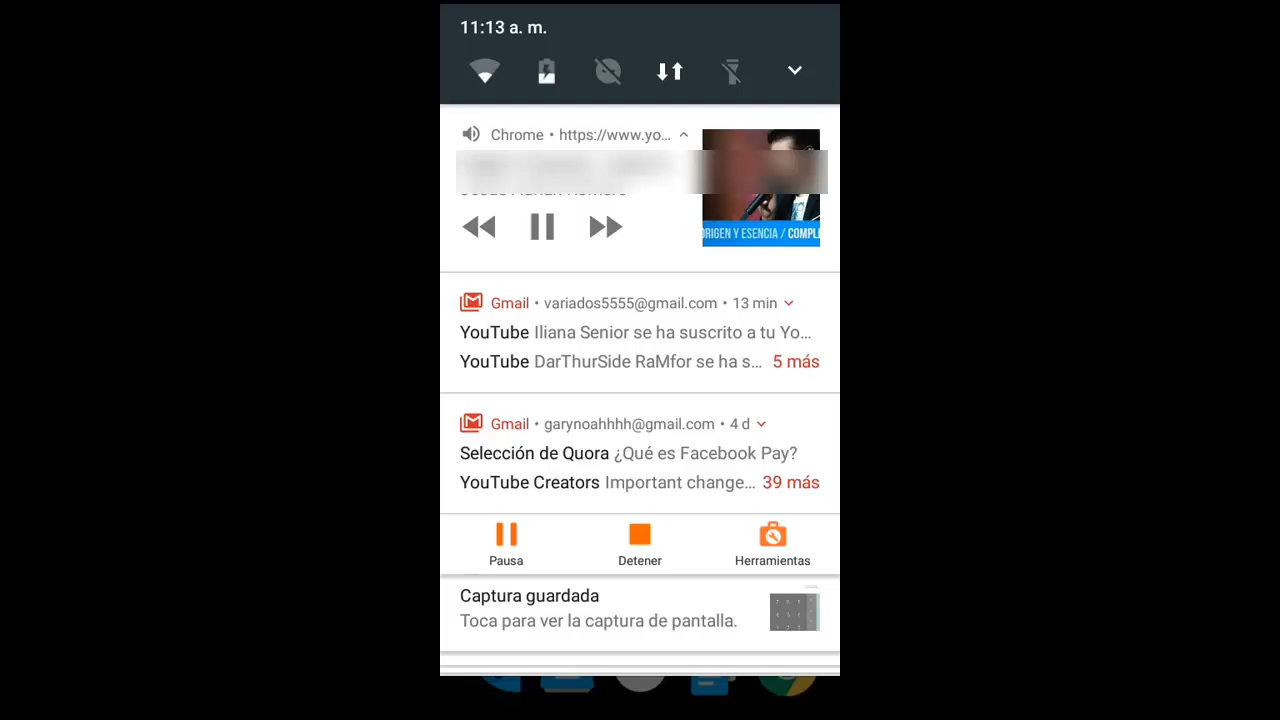 11:13 a. m.
Chrome • https://www.yo...
ORIGEN Y ESENCIA / COMPL
Gmail • variados5555@gmail.com • 13 min
YouTube Iliana Senior se ha suscrito a tu Yo...
YouTube DarThurSide RaMfor se ha s... 5 más
Gmail • garynoahhhh@gmail.com • 4 d
Selección de Quora ¿Qué es Facebook Pay?
YouTube Creators Important change... 39 más
Pausa
Detener
Herramientas
Captura guardada
Toca para ver la captura de pantalla.